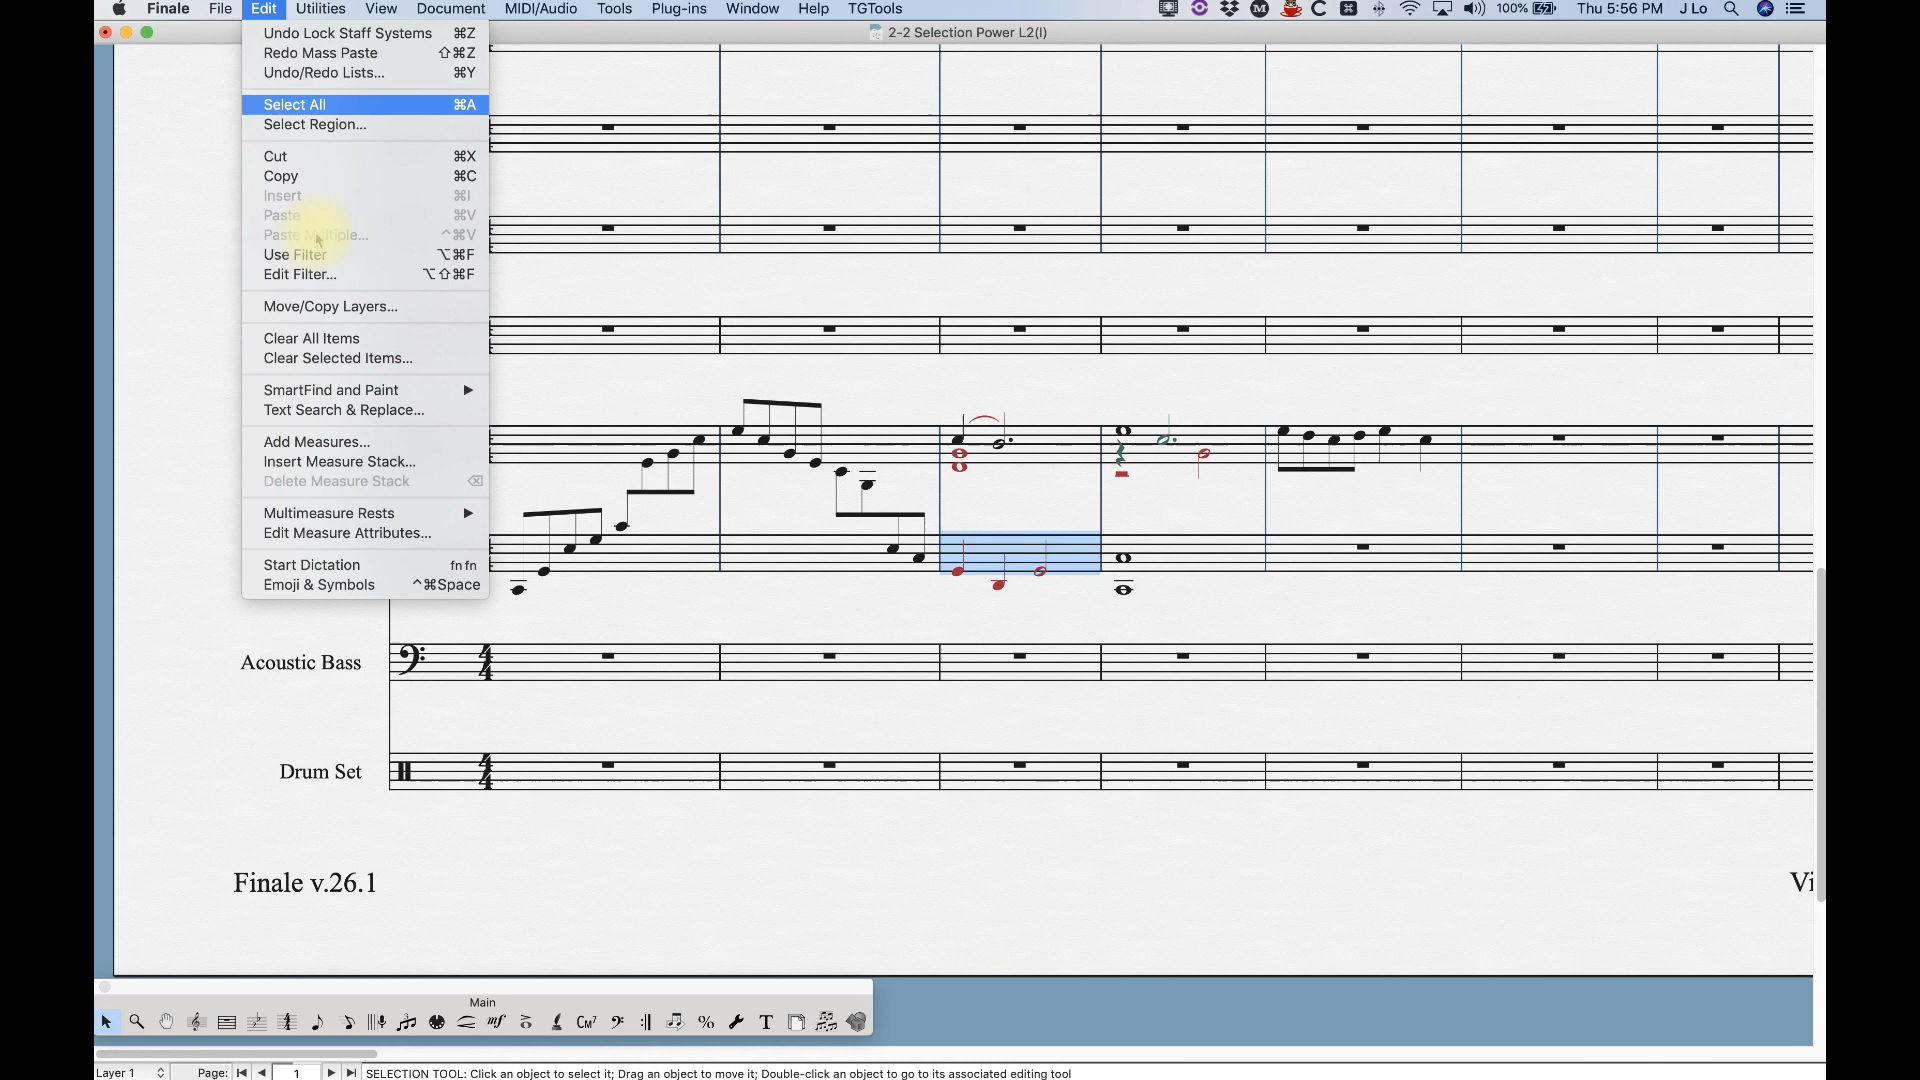 Finale File Edit Utilities View Document MIDI/Audio Tools Plug-ins Window Help TGTools 100% Thu 5:56 PM J Lo
2-2 Selection Power L2(I)
Undo Lock Staff Systems ⌘Z
Redo Mass Paste ⇧⌘Z
Undo/Redo Lists... ⌘Y
Select All ⌘A
Select Region...
Cut ⌘X
Copy ⌘C
Insert ⌘I
Paste ⌘V
Paste Multiple... ^⌘V
Use Filter ⌥⌘F
Edit Filter... ⌥⇧⌘F
Move/Copy Layers...
Clear All Items
Clear Selected Items...
SmartFind and Paint ▶
Text Search & Replace...
Add Measures...
Insert Measure Stack...
Delete Measure Stack ⌫
Multimeasure Rests ▶
Edit Measure Attributes...
Start Dictation fn fn
Emoji & Symbols ^⌘Space
Acoustic Bass
Drum Set
Finale v.26.1
Vi
Main
mf CM7 % T
Layer 1 Page: 1 SELECTION TOOL: Click an object to select it; Drag an object to move it; Double-click an object to go to its associated editing tool